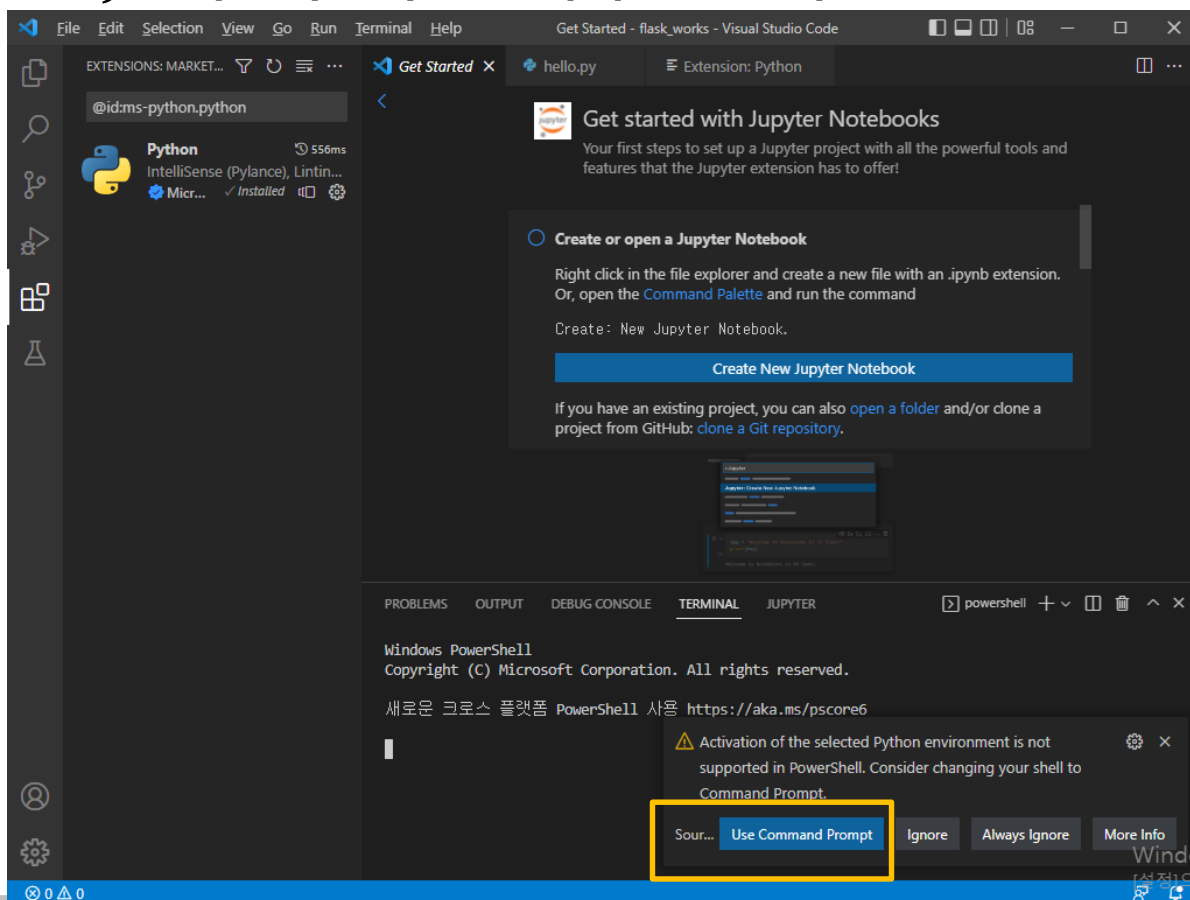 File Edit Selection View Go Run Terminal Help
Get Started - flask_works - Visual Studio Code
EXTENSIONS: MARKET...
Get Started
hello.py
Extension: Python
@id:ms-python.python
Python
556ms
IntelliSense (Pylance), Lintin...
Micr...
Installed
Get started with Jupyter Notebooks
Your first steps to set up a Jupyter project with all the powerful tools and
features that the Jupyter extension has to offer!
Create or open a Jupyter Notebook
Right click in the file explorer and create a new file with an .ipynb extension.
Or, open the Command Palette and run the command
Create: New Jupyter Notebook.
Create New Jupyter Notebook
If you have an existing project, you can also open a folder and/or clone a
project from GitHub: clone a Git repository.
PROBLEMS OUTPUT DEBUG CONSOLE TERMINAL JUPYTER
powershell
Windows PowerShell
Copyright (C) Microsoft Corporation. All rights reserved.
새로운 크로스 플랫폼 PowerShell 사용 https://aka.ms/pscore6
Activation of the selected Python environment is not
supported in PowerShell. Consider changing your shell to
Command Prompt.
Sour... Use Command Prompt Ignore Always Ignore More Info
Wind
[설정]으
0 0